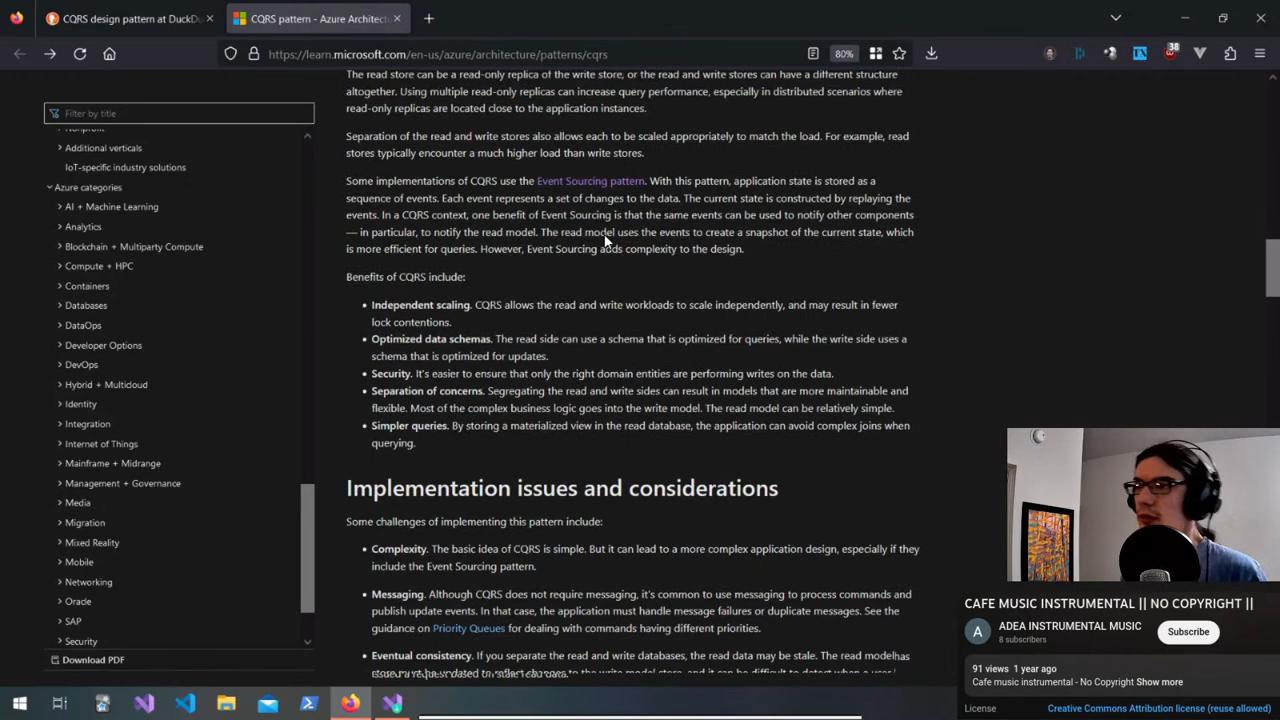 CQRS design pattern at DuckDu
CQRS pattern - Azure Architectu
https://learn.microsoft.com/en-us/azure/architecture/patterns/cqrs
80%
38
Filter by title
Nonprofit
Additional verticals
IoT-specific industry solutions
Azure categories
AI + Machine Learning
Analytics
Blockchain + Multiparty Community
Compute + HPC
Containers
Databases
DataOps
Developer Options
DevOps
Hybrid + Multicloud
Identity
Integration
Internet of Things
Mainframe + Midrange
Management + Governance
Media
Migration
Mixed Reality
Mobile
Networking
Oracle
SAP
Security
Download PDF
The read store can be a read-only replica of the write store, or the read and write stores can have a different structure
altogether. Using multiple read-only replicas can increase query performance, especially in distributed scenarios where
read-only replicas are located close to the application instances.
Separation of the read and write stores also allows each to be scaled appropriately to match the load. For example, read
stores typically encounter a much higher load than write stores.
Some implementations of CQRS use the Event Sourcing pattern. With this pattern, application state is stored as a
sequence of events. Each event represents a set of changes to the data. The current state is constructed by replaying the
events. In a CQRS context, one benefit of Event Sourcing is that the same events can be used to notify other components
— in particular, to notify the read model. The read model uses the events to create a snapshot of the current state, which
is more efficient for queries. However, Event Sourcing adds complexity to the design.
Benefits of CQRS include:
• Independent scaling. CQRS allows the read and write workloads to scale independently, and may result in fewer
lock contentions.
• Optimized data schemas. The read side can use a schema that is optimized for queries, while the write side uses a
schema that is optimized for updates.
• Security. It's easier to ensure that only the right domain entities are performing writes on the data.
• Separation of concerns. Segregating the read and write sides can result in models that are more maintainable and
flexible. Most of the complex business logic goes into the write model. The read model can be relatively simple.
• Simpler queries. By storing a materialized view in the read database, the application can avoid complex joins when
querying.
Implementation issues and considerations
Some challenges of implementing this pattern include:
• Complexity. The basic idea of CQRS is simple. But it can lead to a more complex application design, especially if they
include the Event Sourcing pattern.
• Messaging. Although CQRS does not require messaging, it's common to use messaging to process commands and
publish update events. In that case, the application must handle message failures or duplicate messages. See the
guidance on Priority Queues for dealing with commands having different priorities.
• Eventual consistency. If you separate the read and write databases, the read data may be stale. The read model has
CAFE MUSIC INSTRUMENTAL || NO COPYRIGHT ||
A
ADEA INSTRUMENTAL MUSIC
8 subscribers
Subscribe
91 views 1 year ago
Cafe music instrumental - No Copyright Show more
License
Creative Commons Attribution license (reuse allowed)